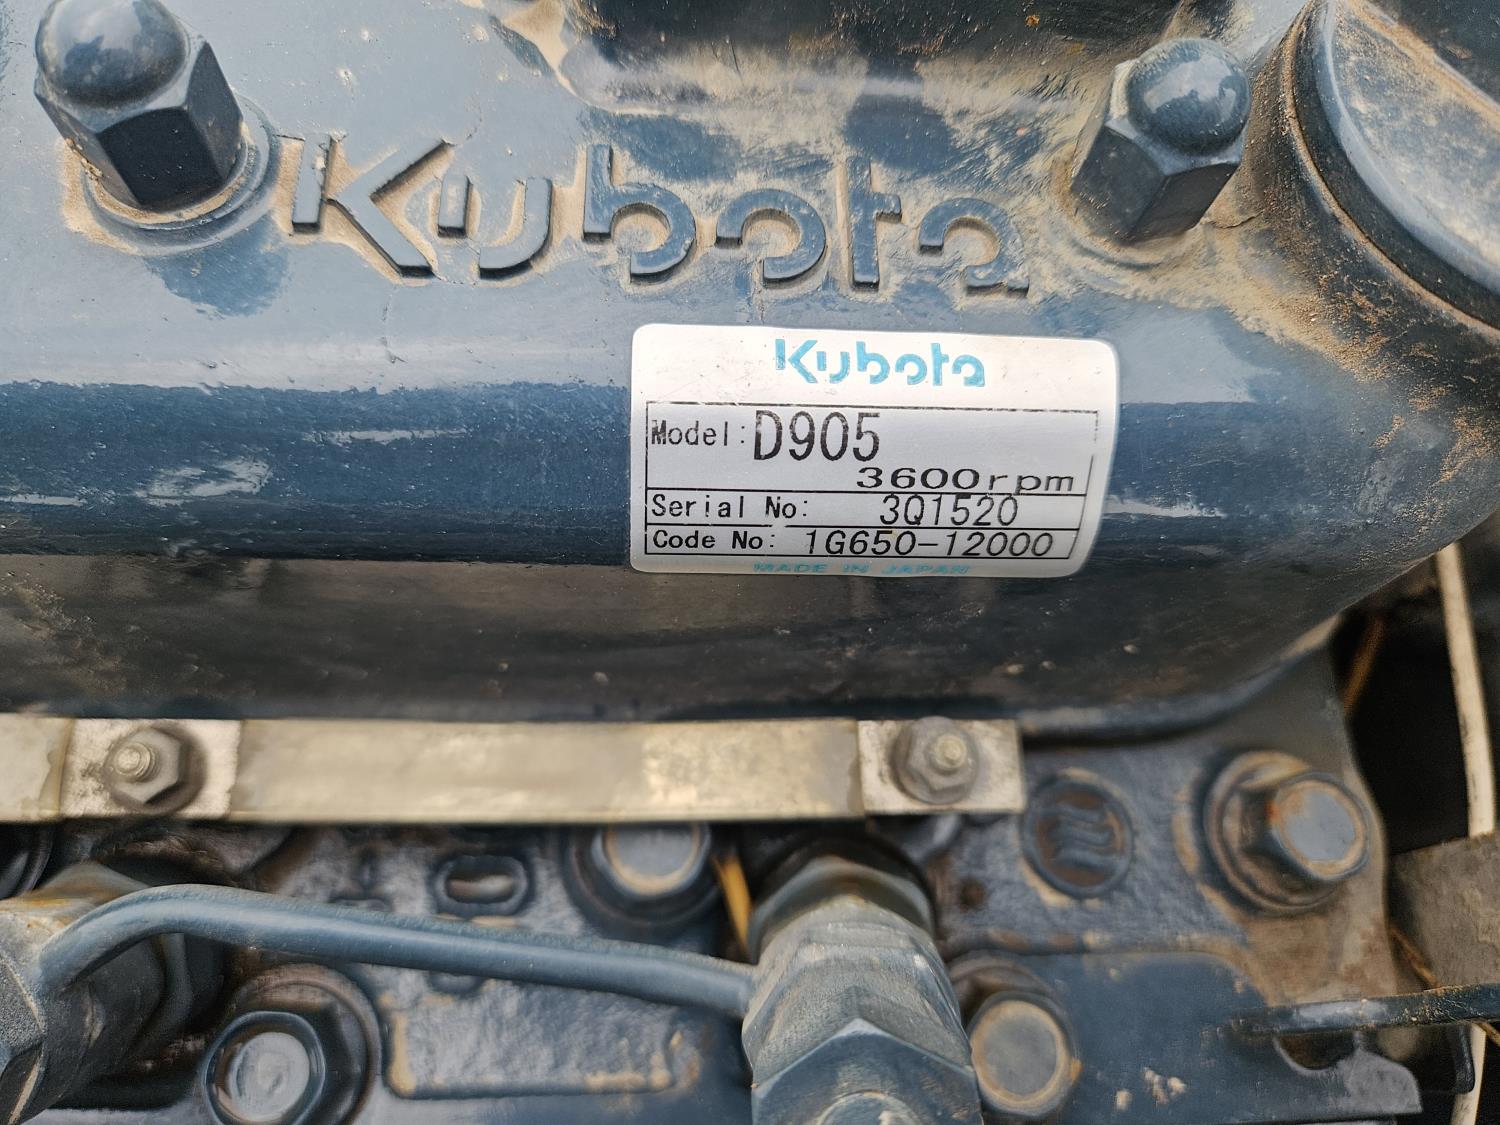 Kubota
Kubota
Model: D905
3600rpm
Serial No: 3Q1520
Code No: 1G650-12000
MADE IN JAPAN